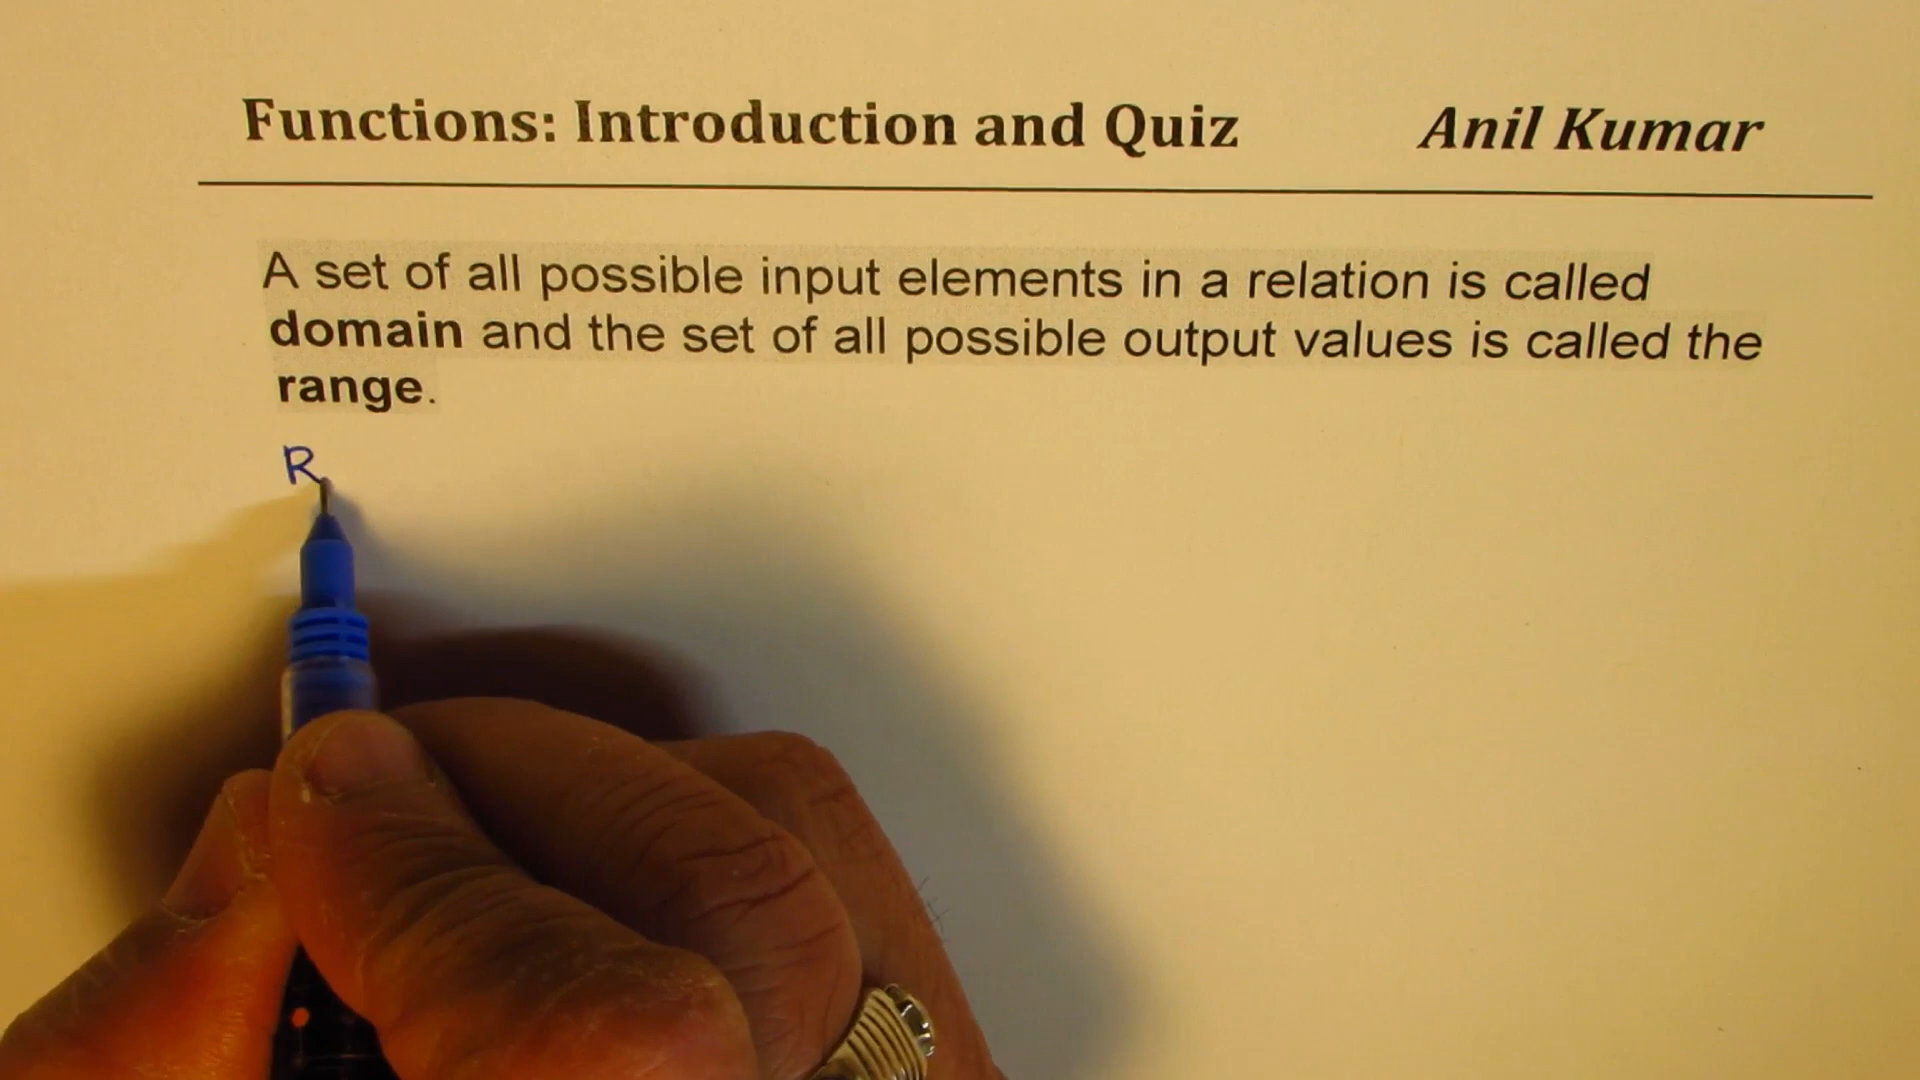 Functions: Introduction and Quiz Anil Kumar
A set of all possible input elements in a relation is called
domain and the set of all possible output values is called the
range.
R